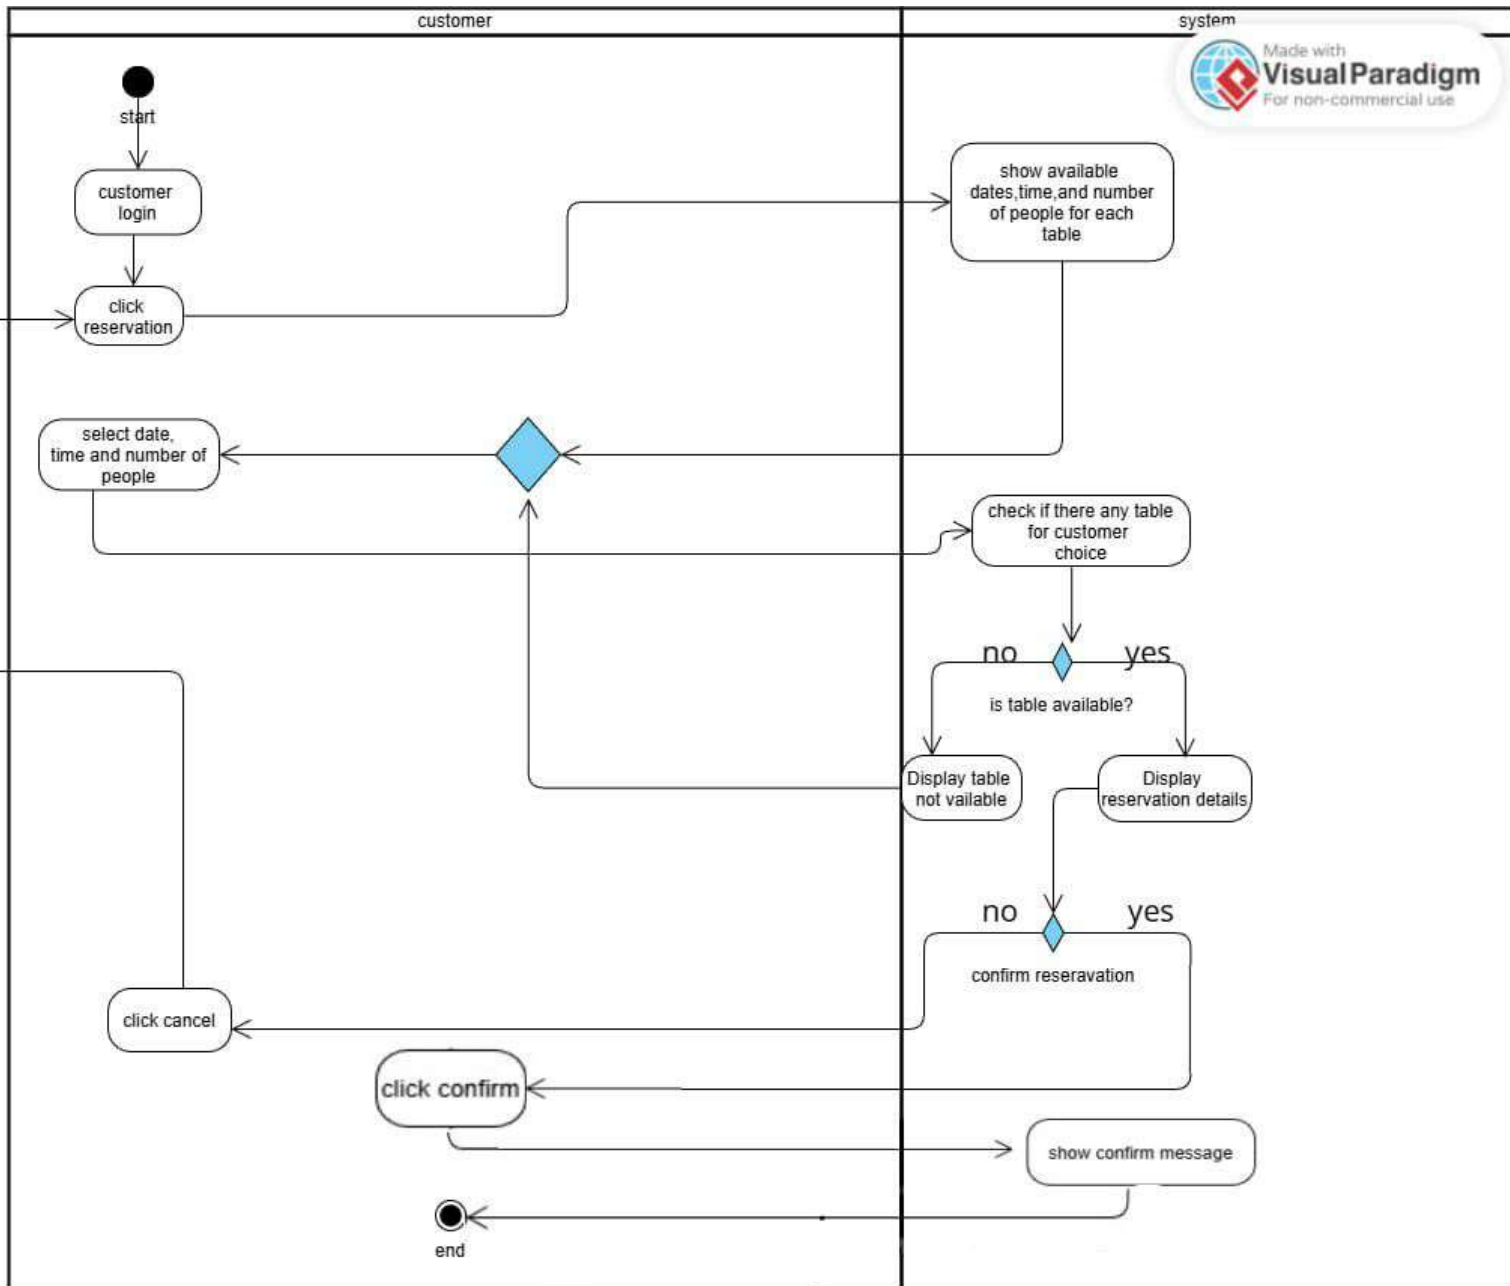 customer
system
Made with
Visual Paradigm
For non-commercial use
start
customer
login
show available
dates,time,and number
of people for each
table
click
reservation
select date,
time and number of
people
check if there any table
for customer
choice
no
yes
is table available?
Display table
not vailable
Display
reservation details
no
yes
confirm reseravation
click cancel
click confirm
show confirm message
end